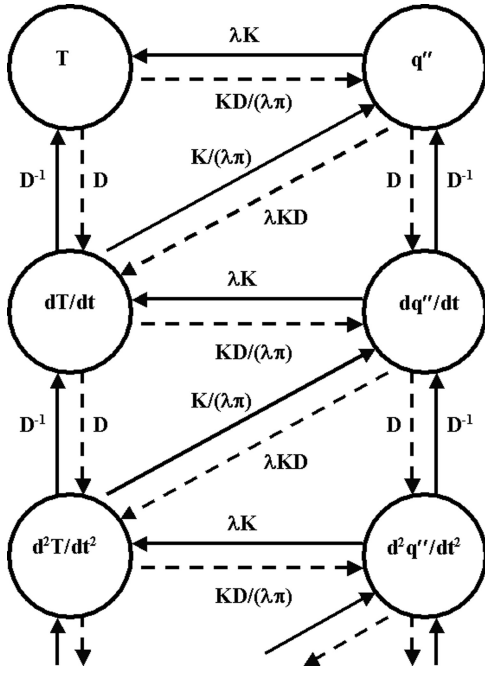 λK
T
q″
KD/(λπ)
K/(λπ)
D⁻¹
D
D
D⁻¹
λKD
λK
dT/dt
dq″/dt
KD/(λπ)
K/(λπ)
D⁻¹
D
D
D⁻¹
λKD
λK
d²T/dt²
d²q″/dt²
KD/(λπ)